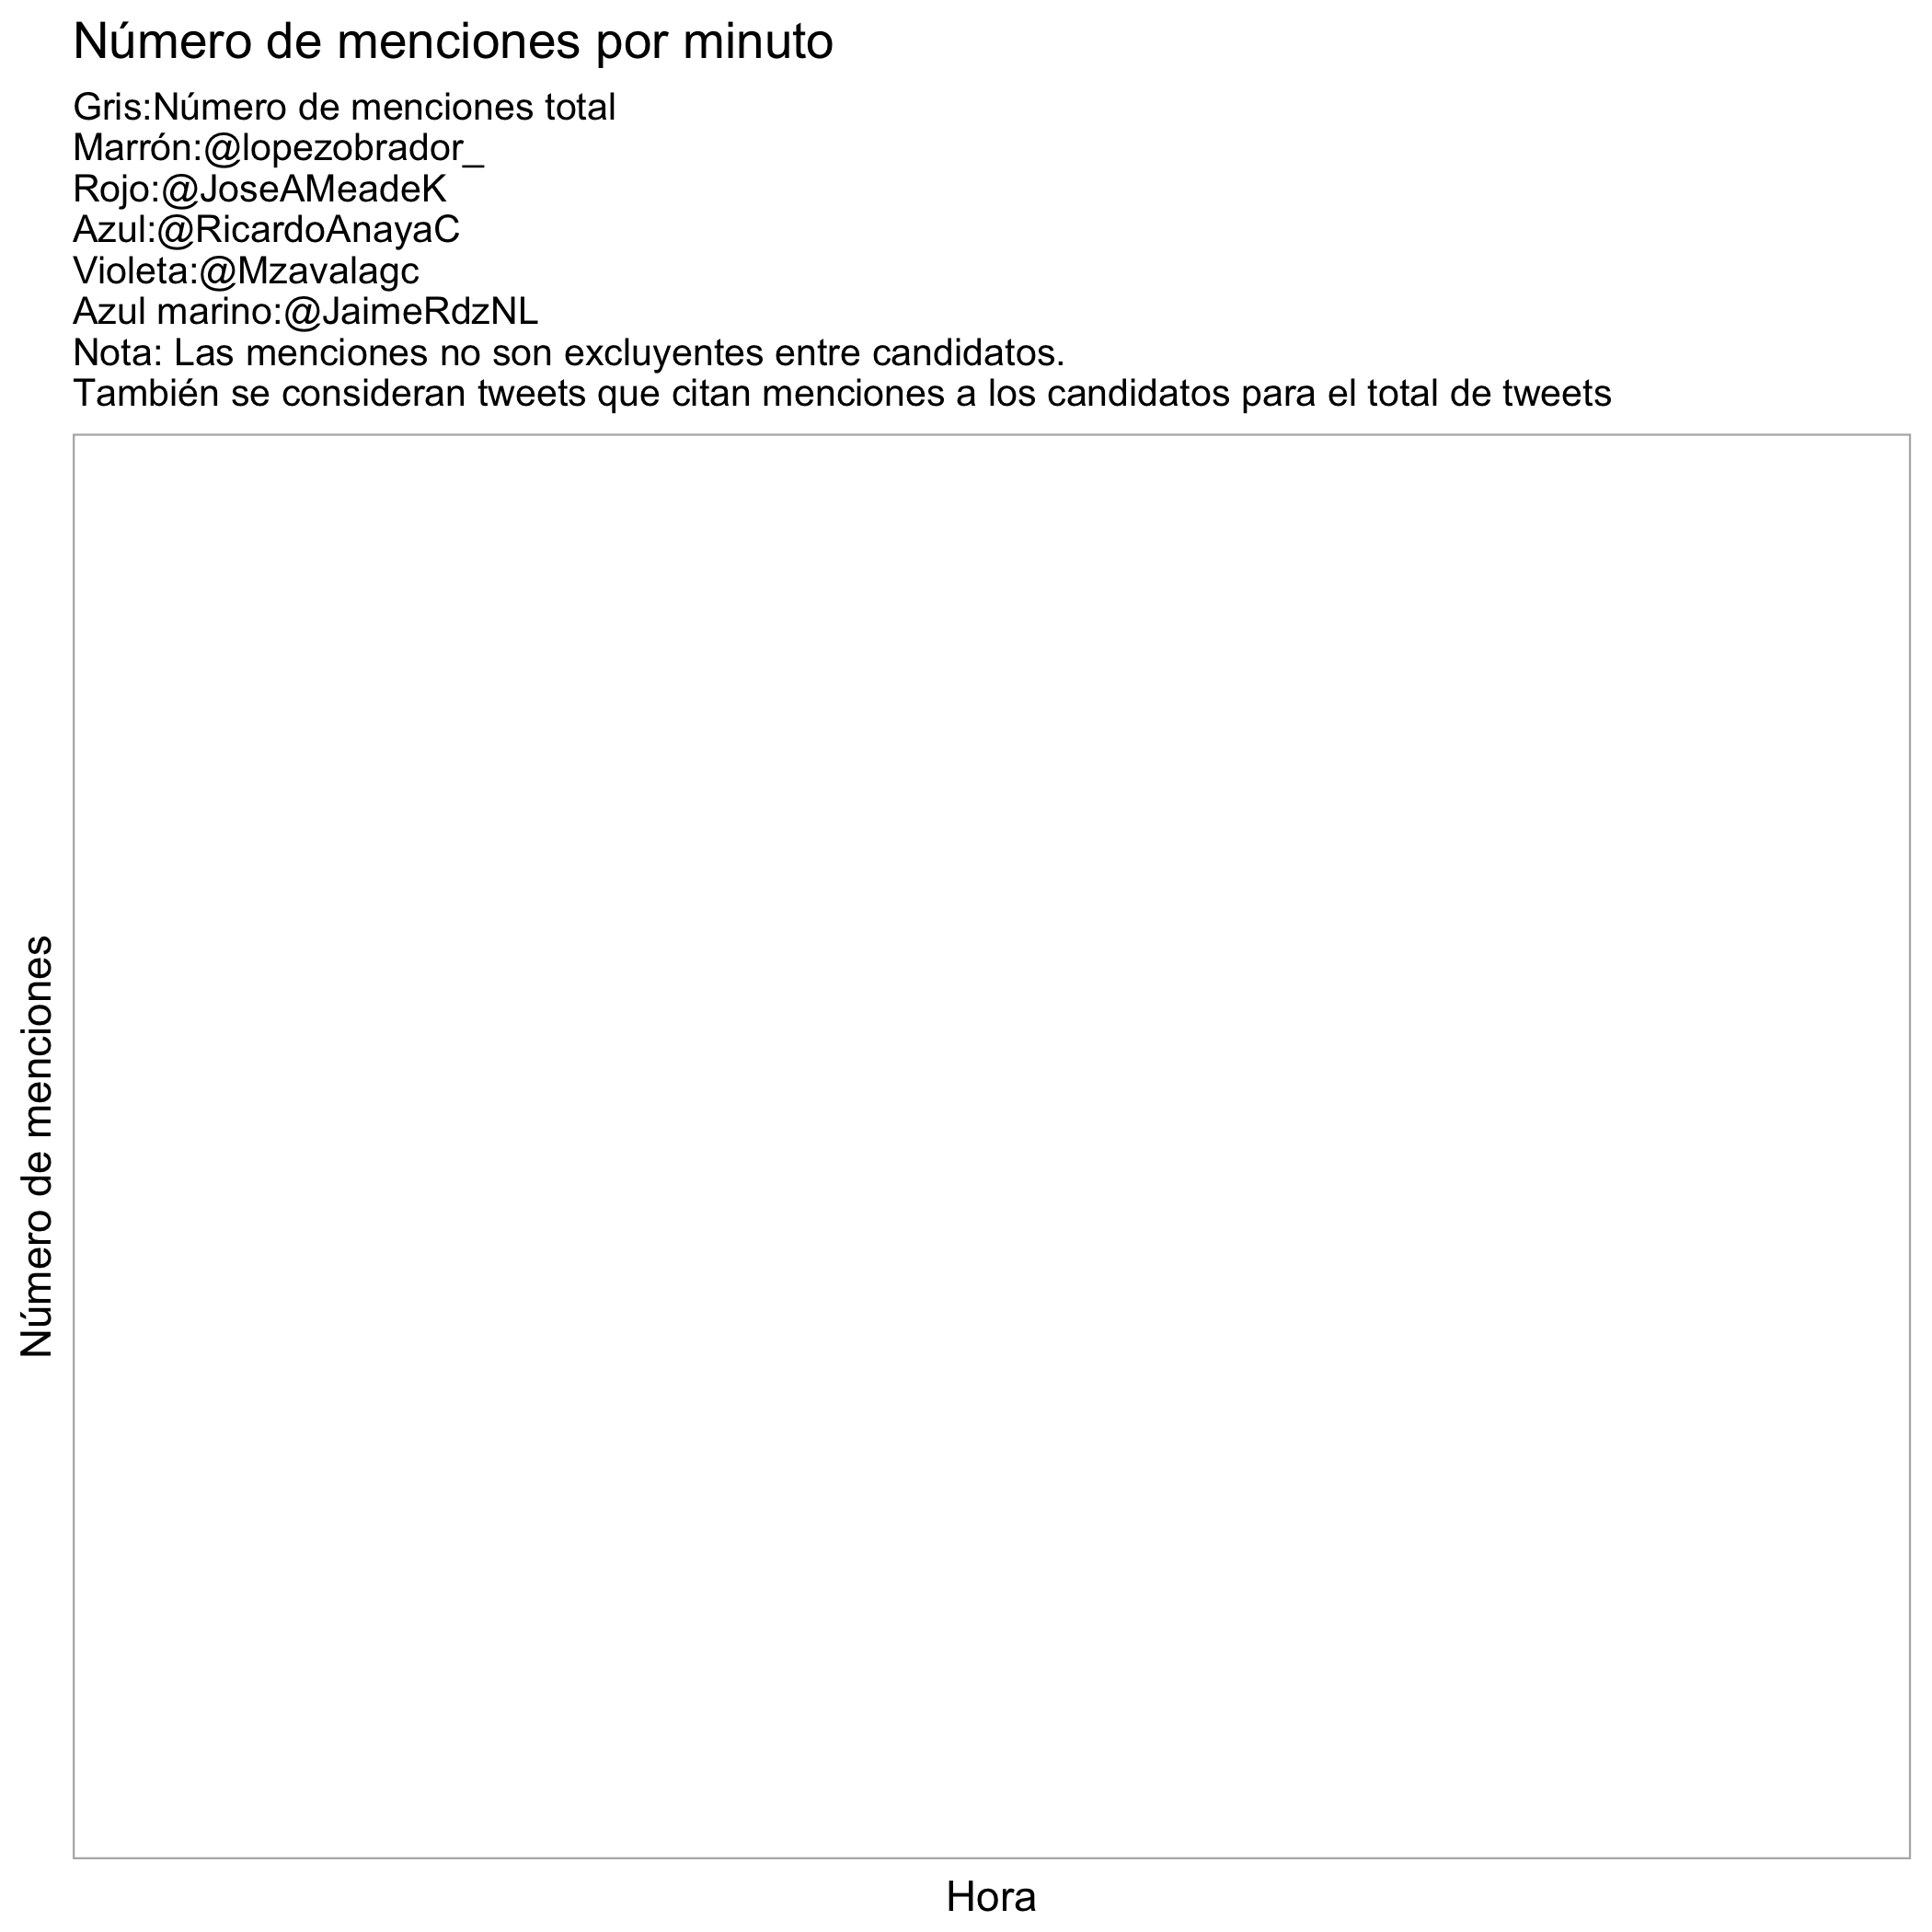 Número de menciones por minuto
Gris:Número de menciones total
Marrón:@lopezobrador_
Rojo:@JoseAMeadeK
Azul:@RicardoAnayaC
Violeta:@Mzavalagc
Azul marino:@JaimeRdzNL
Nota: Las menciones no son excluyentes entre candidatos.
También se consideran tweets que citan menciones a los candidatos para el total de tweets
Número de menciones
Hora